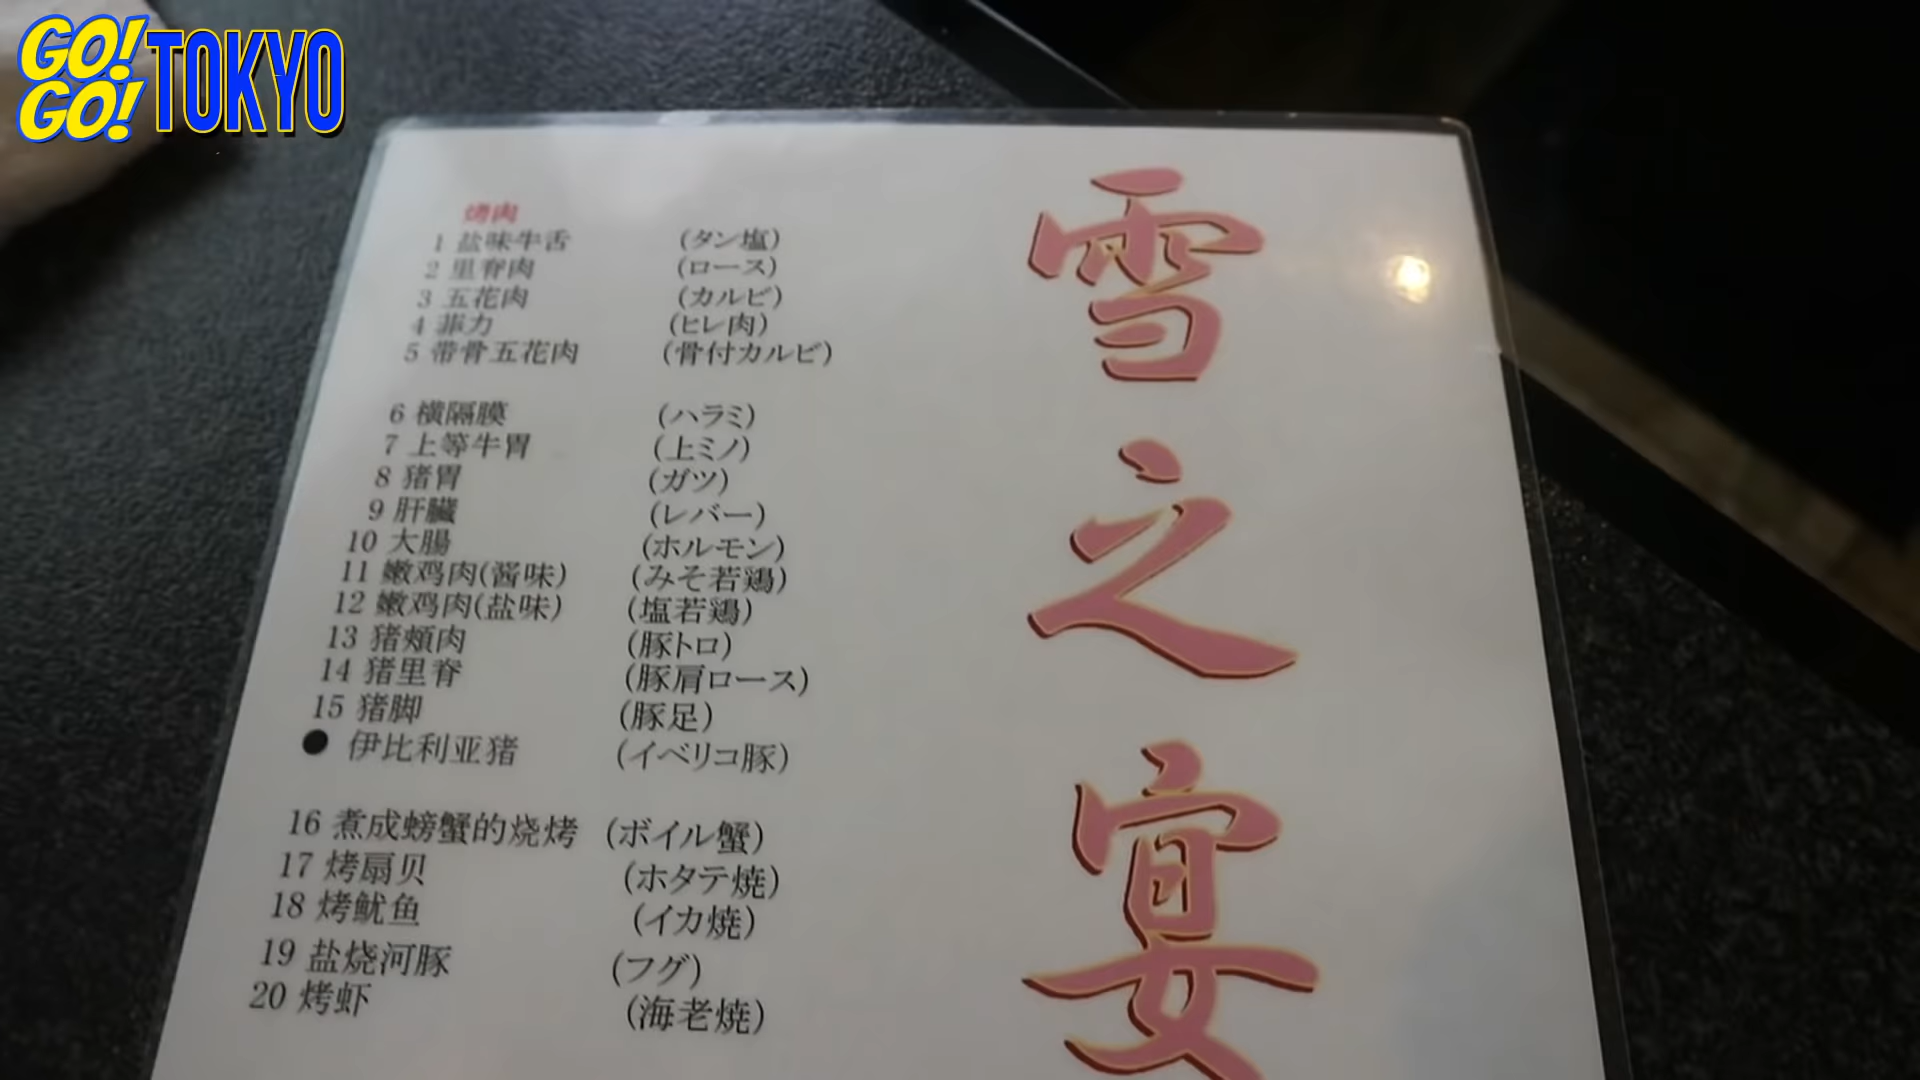 GO! GO! TOKYO
烤肉
1 盐味牛舌 (タン塩)
2 里脊肉 (ロース)
3 五花肉 (カルビ)
4 菲力 (ヒレ肉)
5 带骨五花肉 (骨付カルビ)
6 横隔膜 (ハラミ)
7 上等牛胃 (上ミノ)
8 猪胃 (ガツ)
9 肝臓 (レバー)
10 大腸 (ホルモン)
11 嫩鸡肉(酱味) (みそ若鶏)
12 嫩鸡肉(盐味) (塩若鶏)
13 猪頬肉 (豚トロ)
14 猪里脊 (豚肩ロース)
15 猪脚 (豚足)
● 伊比利亚猪 (イベリコ豚)
16 煮成螃蟹的烧烤 (ボイル蟹)
17 烤扇贝 (ホタテ焼)
18 烤鱿鱼 (イカ焼)
19 盐烧河豚 (フグ)
20 烤虾 (海老焼)
雪之宴